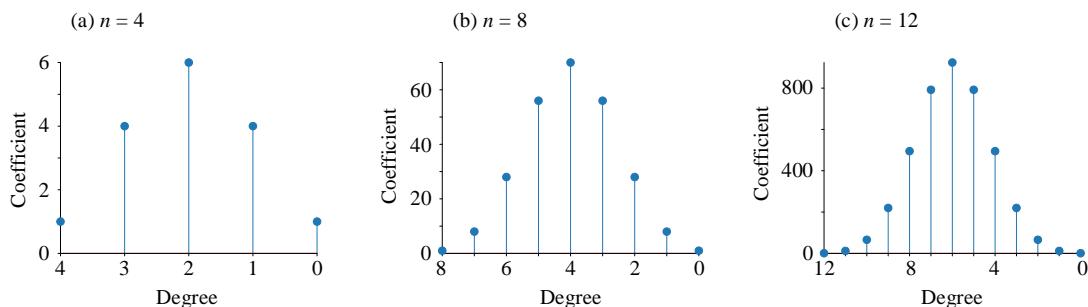 (a) n = 4
6
4
2
0
Coefficient
4 3 2 1 0
Degree
(b) n = 8
60
40
20
0
Coefficient
8 6 4 2 0
Degree
(c) n = 12
800
400
0
Coefficient
12 8 4 0
Degree